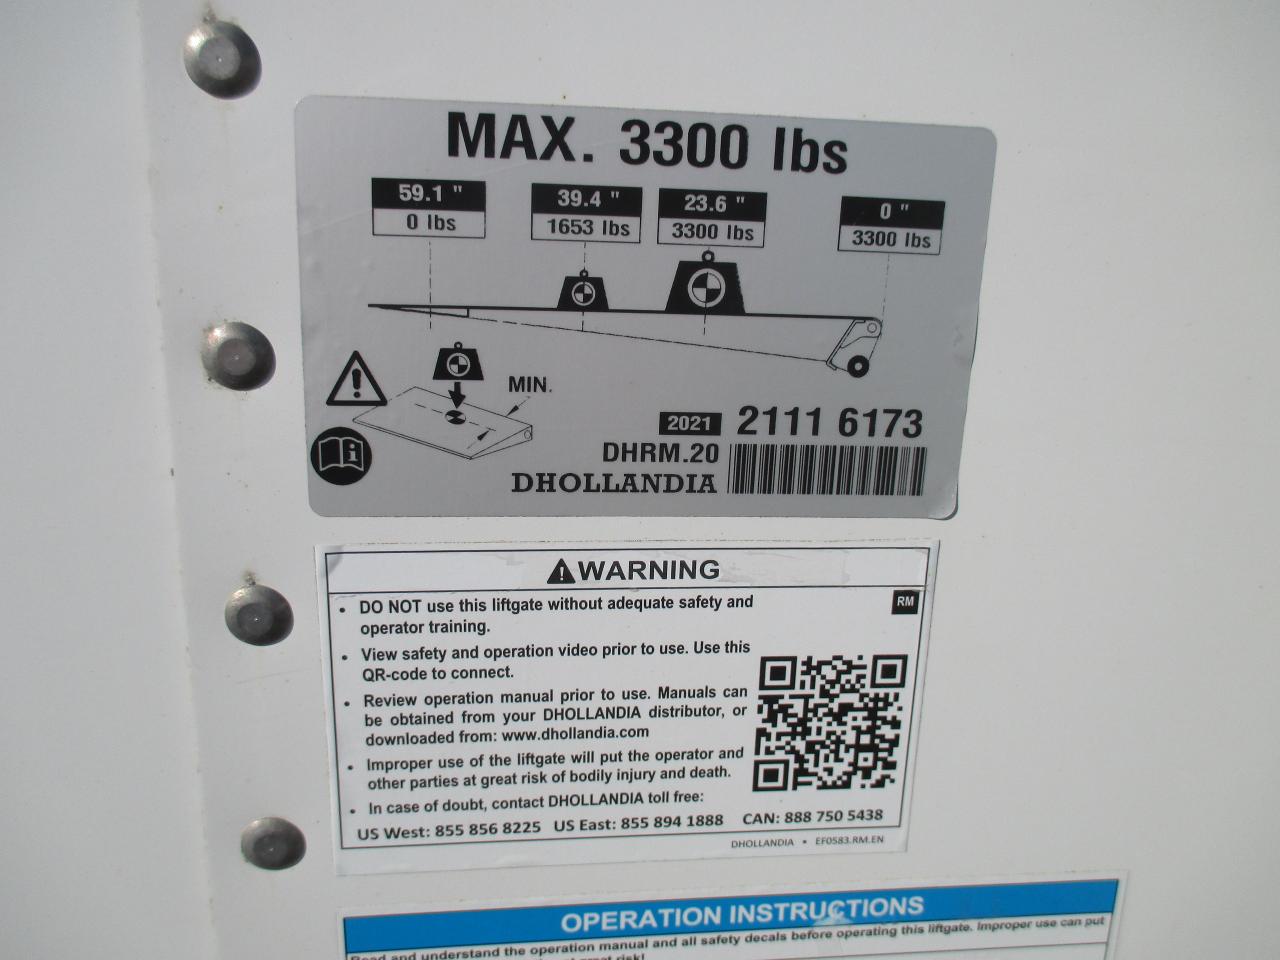 MAX. 3300 lbs
59.1 " 39.4 " 23.6 " 0 "
0 lbs 1653 lbs 3300 lbs 3300 lbs
MIN.
2021 2111 6173
DHRM.20
DHOLLANDIA
WARNING
RM
• DO NOT use this liftgate without adequate safety and
operator training.
• View safety and operation video prior to use. Use this
QR-code to connect.
• Review operation manual prior to use. Manuals can
be obtained from your DHOLLANDIA distributor, or
downloaded from: www.dhollandia.com
• Improper use of the liftgate will put the operator and
other parties at great risk of bodily injury and death.
• In case of doubt, contact DHOLLANDIA toll free:
US West: 855 856 8225 US East: 855 894 1888 CAN: 888 750 5438
DHOLLANDIA • EF0583.RM.EN
OPERATION INSTRUCTIONS
Read and understand the operation manual and all safety decals before operating this liftgate. Improper use can put